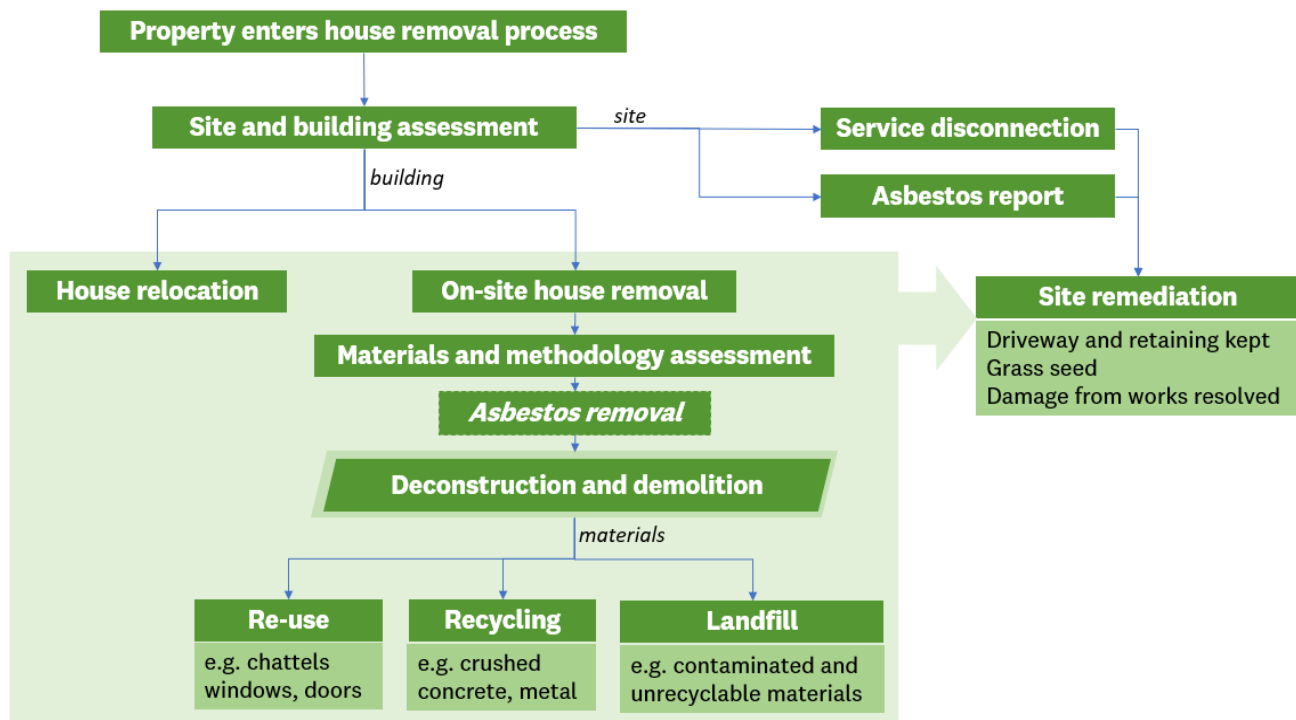 Property enters house removal process
Site and building assessment
site
Service disconnection
building
Asbestos report
House relocation
On-site house removal
Site remediation
Driveway and retaining kept
Grass seed
Damage from works resolved
Materials and methodology assessment
Asbestos removal
Deconstruction and demolition
materials
Re-use
e.g. chattels
windows, doors
Recycling
e.g. crushed
concrete, metal
Landfill
e.g. contaminated and
unrecyclable materials